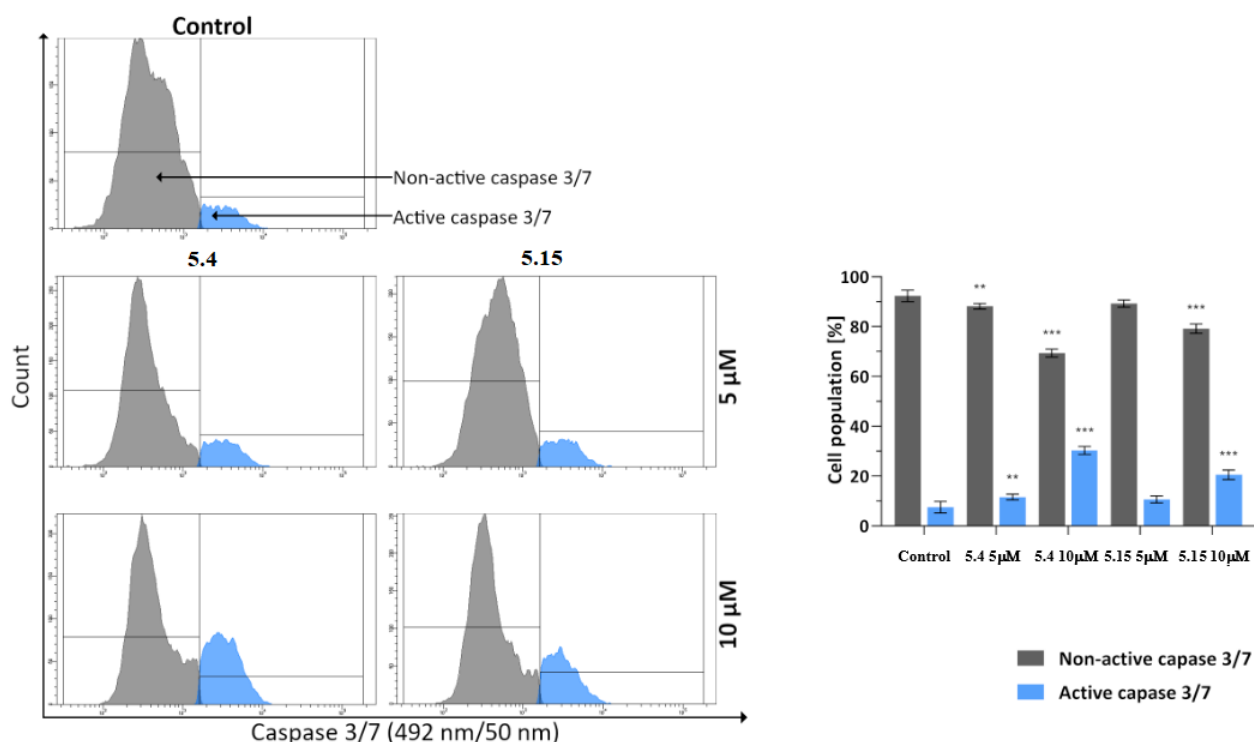 Control
Non-active caspase 3/7
Active caspase 3/7
5.4
5.15
Count
5 µM
10 µM
Caspase 3/7 (492 nm/50 nm)
Cell population [%]
100
80
60
40
20
0
**
**
***
***
***
***
Control
5.4 5µM
5.4 10µM
5.15 5µM
5.15 10µM
Non-active capase 3/7
Active capase 3/7